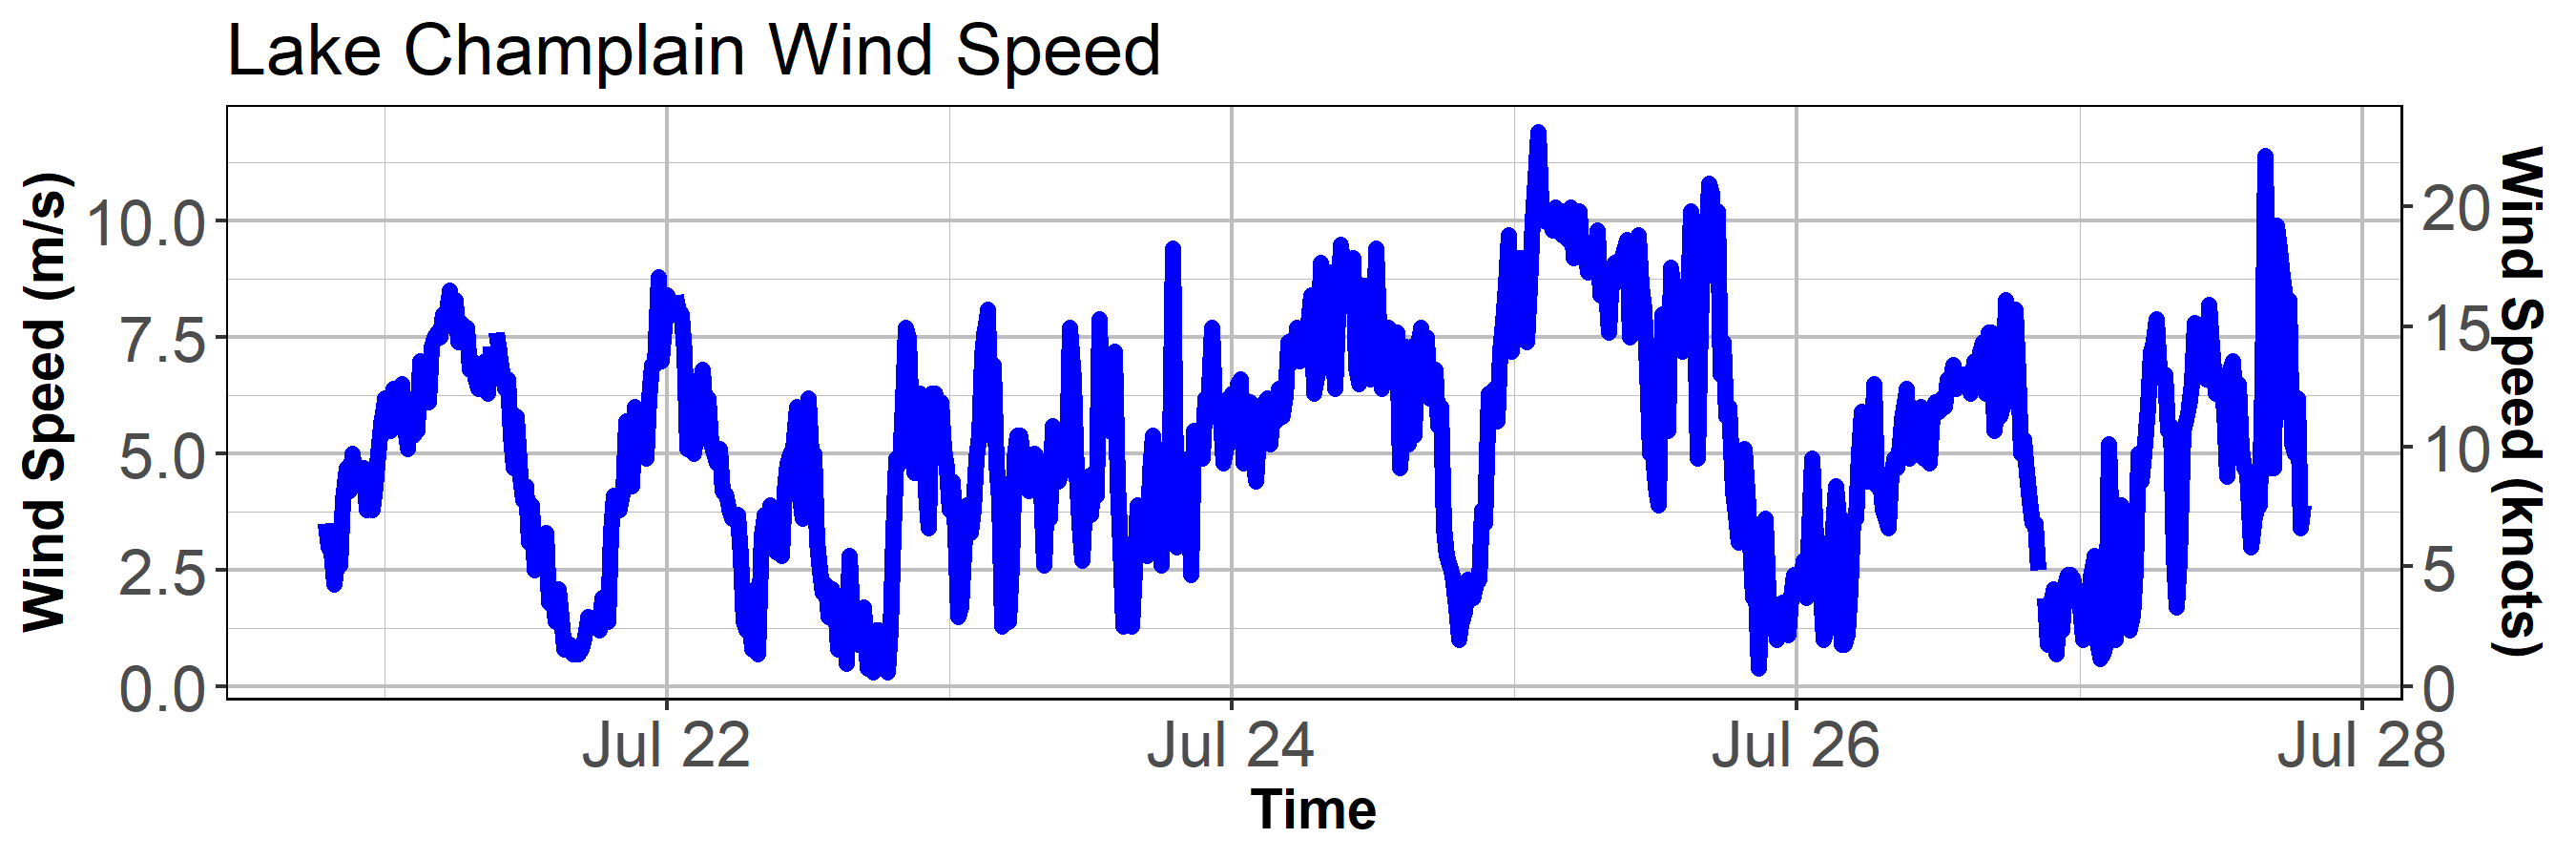 Lake Champlain Wind Speed
Wind Speed (m/s)
10.0
7.5
5.0
2.5
0.0
20
15
10
5
0
Wind Speed (knots)
Jul 22
Jul 24
Jul 26
Jul 28
Time